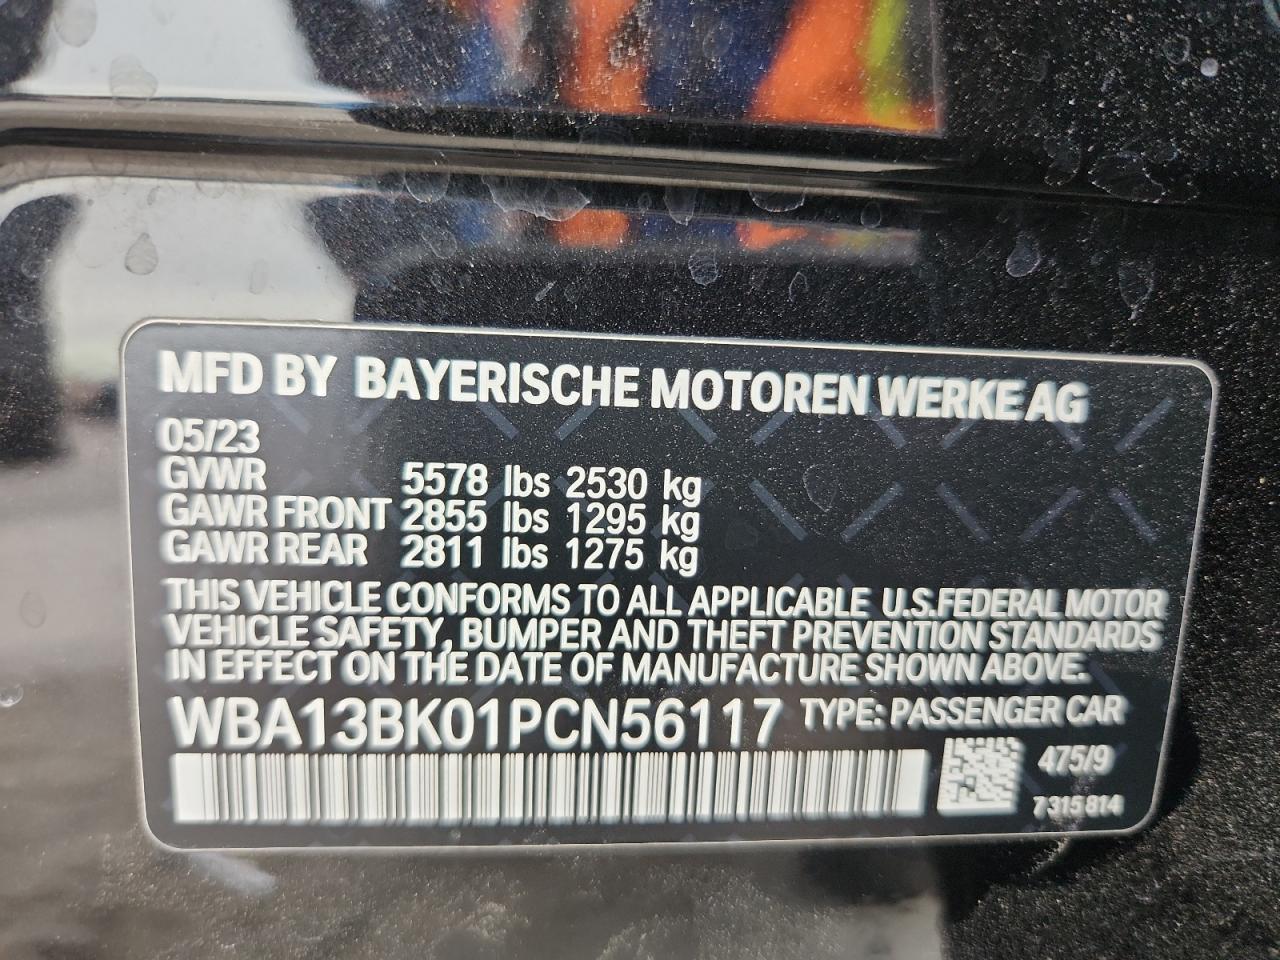 MFD BY BAYERISCHE MOTOREN WERKE AG
05/23
GVWR 5578 lbs 2530 kg
GAWR FRONT 2855 lbs 1295 kg
GAWR REAR 2811 lbs 1275 kg
THIS VEHICLE CONFORMS TO ALL APPLICABLE U.S.FEDERAL MOTOR
VEHICLE SAFETY, BUMPER AND THEFT PREVENTION STANDARDS
IN EFFECT ON THE DATE OF MANUFACTURE SHOWN ABOVE.
WBA13BK01PCN56117 TYPE: PASSENGER CAR
475/9
7315814